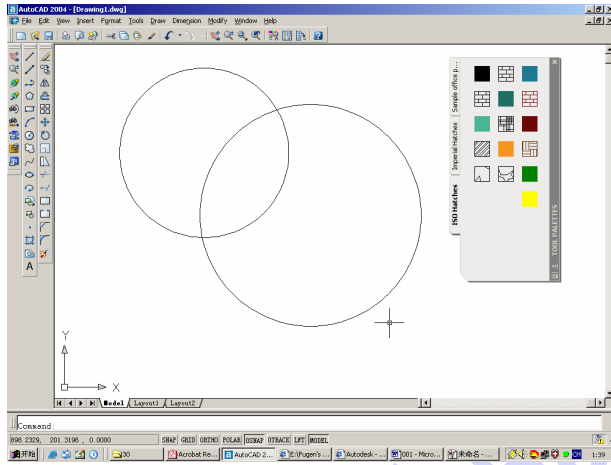 AutoCAD 2004 - [Drawing1.dwg]
File Edit View Insert Format Tools Draw Dimension Modify Window Help
Sample office p...
Imperial Hatches
ISO Hatches
TOOL PALETTES
A
Y
X
Model Layout1 Layout2
Command:
898.2329, 201.3196 , 0.0000 SNAP GRID ORTHO POLAR OSNAP OTRACK LWT MODEL
开始 30 Acrobat Re... AutoCAD 2... E:\Fugen's ... Autodesk - ... 001 - Micro... 未命名 - ... CH 1:39